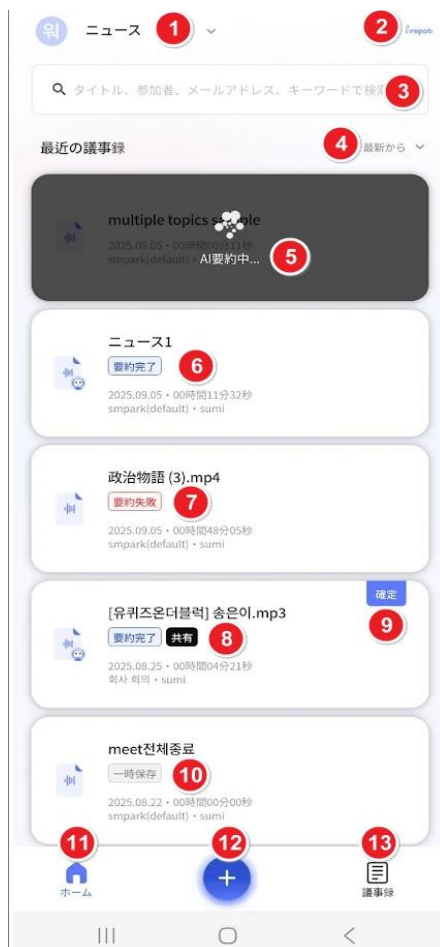 워 ニュース 1 2 :repot
タイトル、参加者、メールアドレス、キーワードで検 3
最近の議事録 4 最新から
multiple topics sample
2025.09.05・00時間00分11秒
smpark(default)・sumi
AI要約中... 5
ニュース1
要約完了 6
2025.09.05・00時間11分32秒
smpark(default)・sumi
政治物語 (3).mp4
要約失敗 7
2025.09.05・00時間48分05秒
smpark(default)・sumi
確定
9
[유퀴즈온더블럭] 송은이.mp3
要約完了 共有 8
2025.08.25・00時間04分21秒
회사 회의・sumi
meet전체종료
一時保存 10
2025.08.22・00時間00分00秒
smpark(default)・sumi
11 12 13
ホーム + 議事録